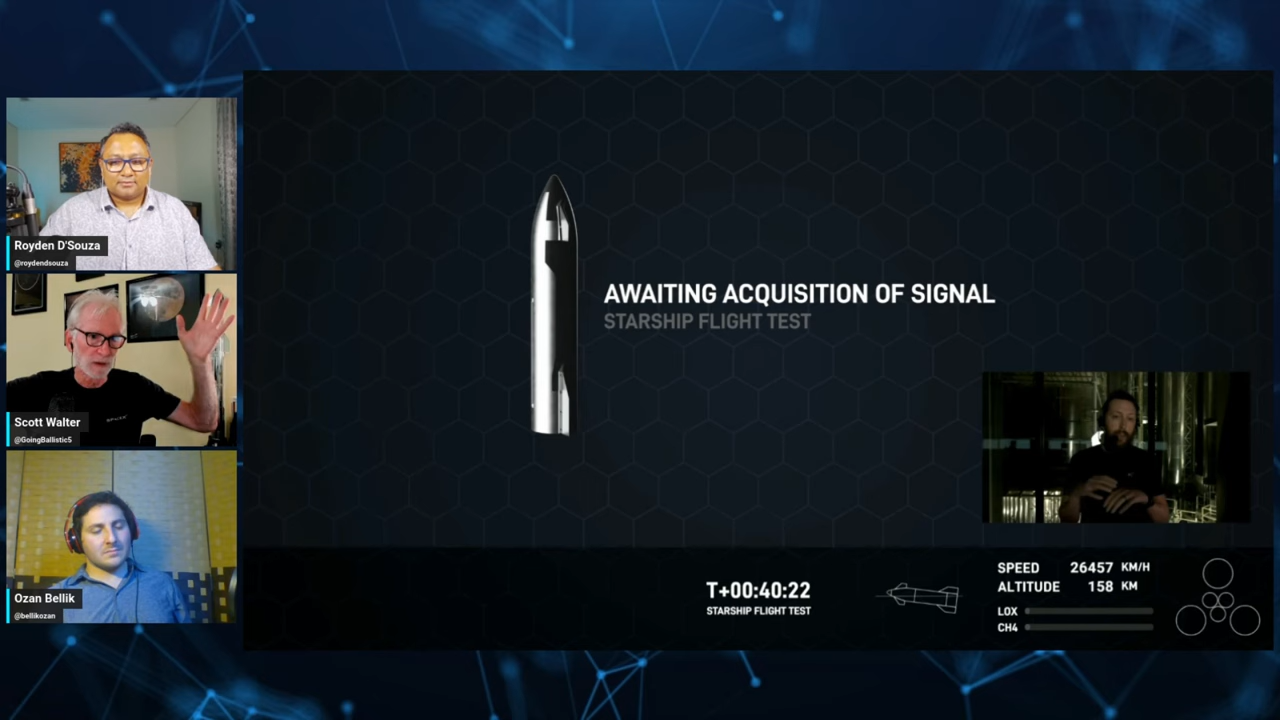 Royden D'Souza
@roydendsouza
Scott Walter
@GoingBallistic5
Ozan Bellik
@bellikozan
AWAITING ACQUISITION OF SIGNAL
STARSHIP FLIGHT TEST
T+00:40:22
STARSHIP FLIGHT TEST
SPEED 26457 KM/H
ALTITUDE 158 KM
LOX
CH4